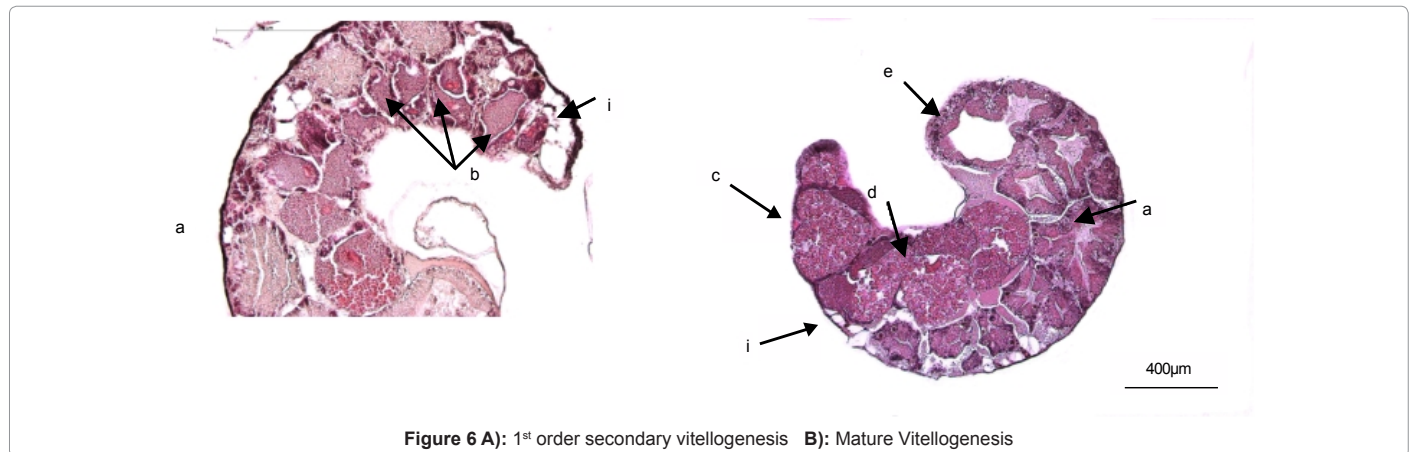 i
b
a
e
c
d
a
i
400µm
Figure 6 A): 1st order secondary vitellogenesis B): Mature Vitellogenesis